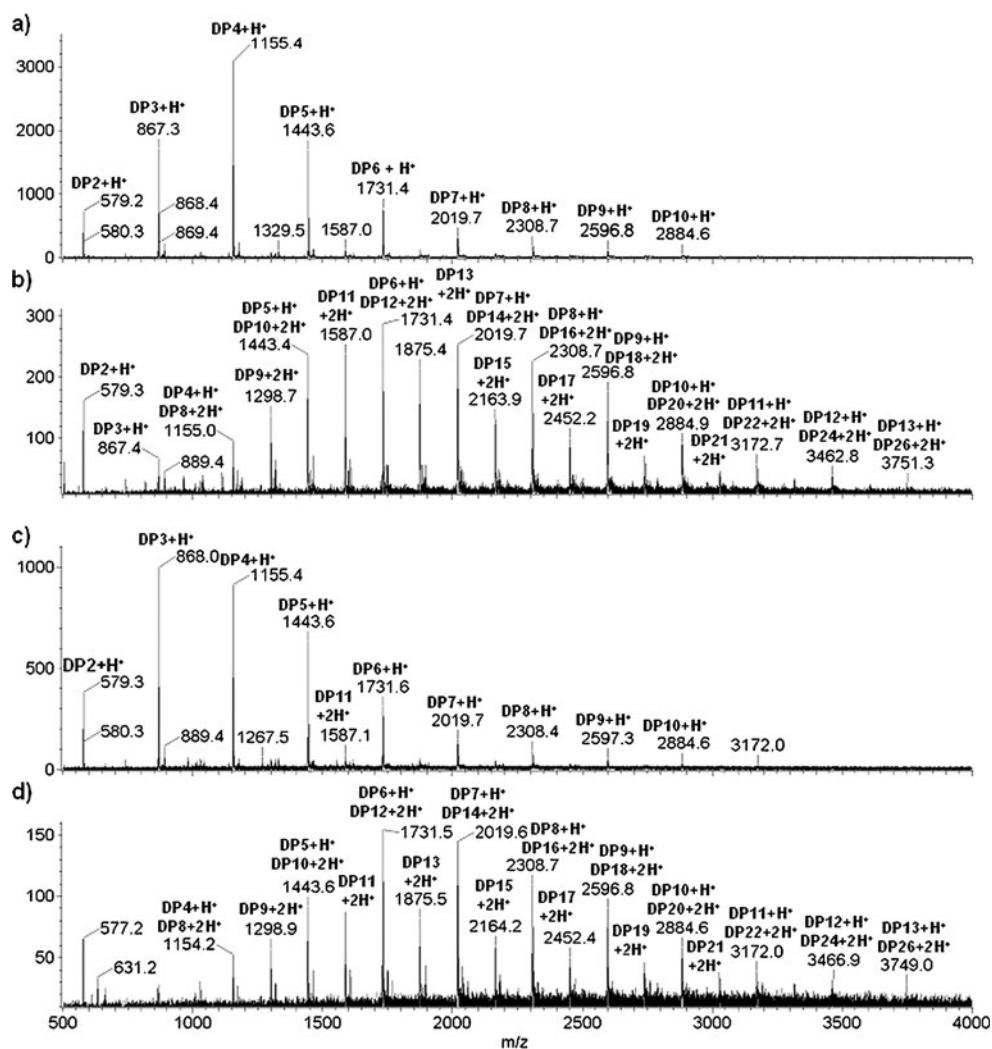 a)
3000
2000
1000
0
DP2+H+
579.2
580.3
DP3+H+
867.3
868.4
869.4
DP4+H+
1155.4
1329.5
DP5+H+
1443.6
1587.0
DP6 + H+
1731.4
DP7+H+
2019.7
DP8+H+
2308.7
DP9+H+
2596.8
DP10+H+
2884.6
b)
300
200
100
DP2+H+
579.3
DP3+H+
867.4
889.4
DP4+H+
DP8+2H+
1155.0
DP9+2H+
1298.7
DP5+H+
DP10+2H+
1443.4
DP11
+2H+
1587.0
DP6+H+
DP12+2H+
1731.4
DP13
+2H+
1875.4
DP7+H+
DP14+2H+
2019.7
DP15
+2H+
2163.9
DP8+H+
DP16+2H+
2308.7
DP17
+2H+
2452.2
DP9+H+
DP18+2H+
2596.8
DP19
+2H+
DP10+H+
DP20+2H+
2884.9
DP21
+2H+
DP11+H+
DP22+2H+
3172.7
DP12+H+
DP24+2H+
3462.8
DP13+H+
DP26+2H+
3751.3
c)
1000
500
0
DP2+H+
579.3
580.3
DP3+H+
868.0
889.4
DP4+H+
1155.4
1267.5
DP5+H+
1443.6
DP11
+2H+
1587.1
DP6+H+
1731.6
DP7+H+
2019.7
DP8+H+
2308.4
DP9+H+
2597.3
DP10+H+
2884.6
3172.0
d)
150
100
50
577.2
631.2
DP4+H+
DP8+2H+
1154.2
DP9+2H+
1298.9
DP5+H+
DP10+2H+
1443.6
DP11
+2H+
DP6+H+
DP12+2H+
1731.5
DP13
+2H+
1875.5
DP7+H+
DP14+2H+
2019.6
DP15
+2H+
2164.2
DP8+H+
DP16+2H+
2308.7
DP17
+2H+
2452.4
DP9+H+
DP18+2H+
2596.8
DP19
+2H+
DP10+H+
DP20+2H+
2884.6
DP21
+2H+
DP11+H+
DP22+2H+
3172.0
DP12+H+
DP24+2H+
3466.9
DP13+H+
DP26+2H+
3749.0
500 1000 1500 2000 2500 3000 3500 4000
m/z